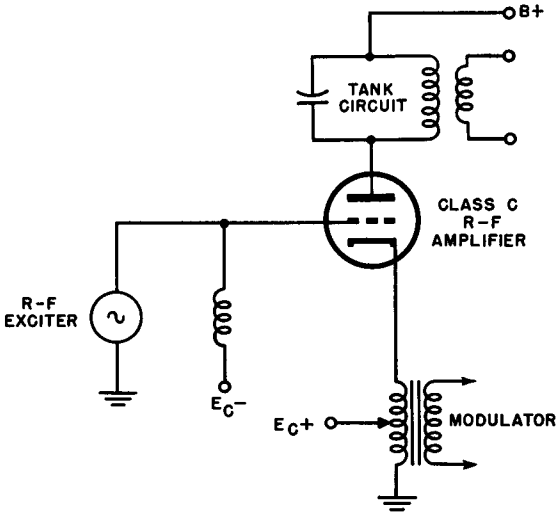 B+
TANK
CIRCUIT
CLASS C
R-F
AMPLIFIER
R-F
EXCITER
EC−
EC+
MODULATOR